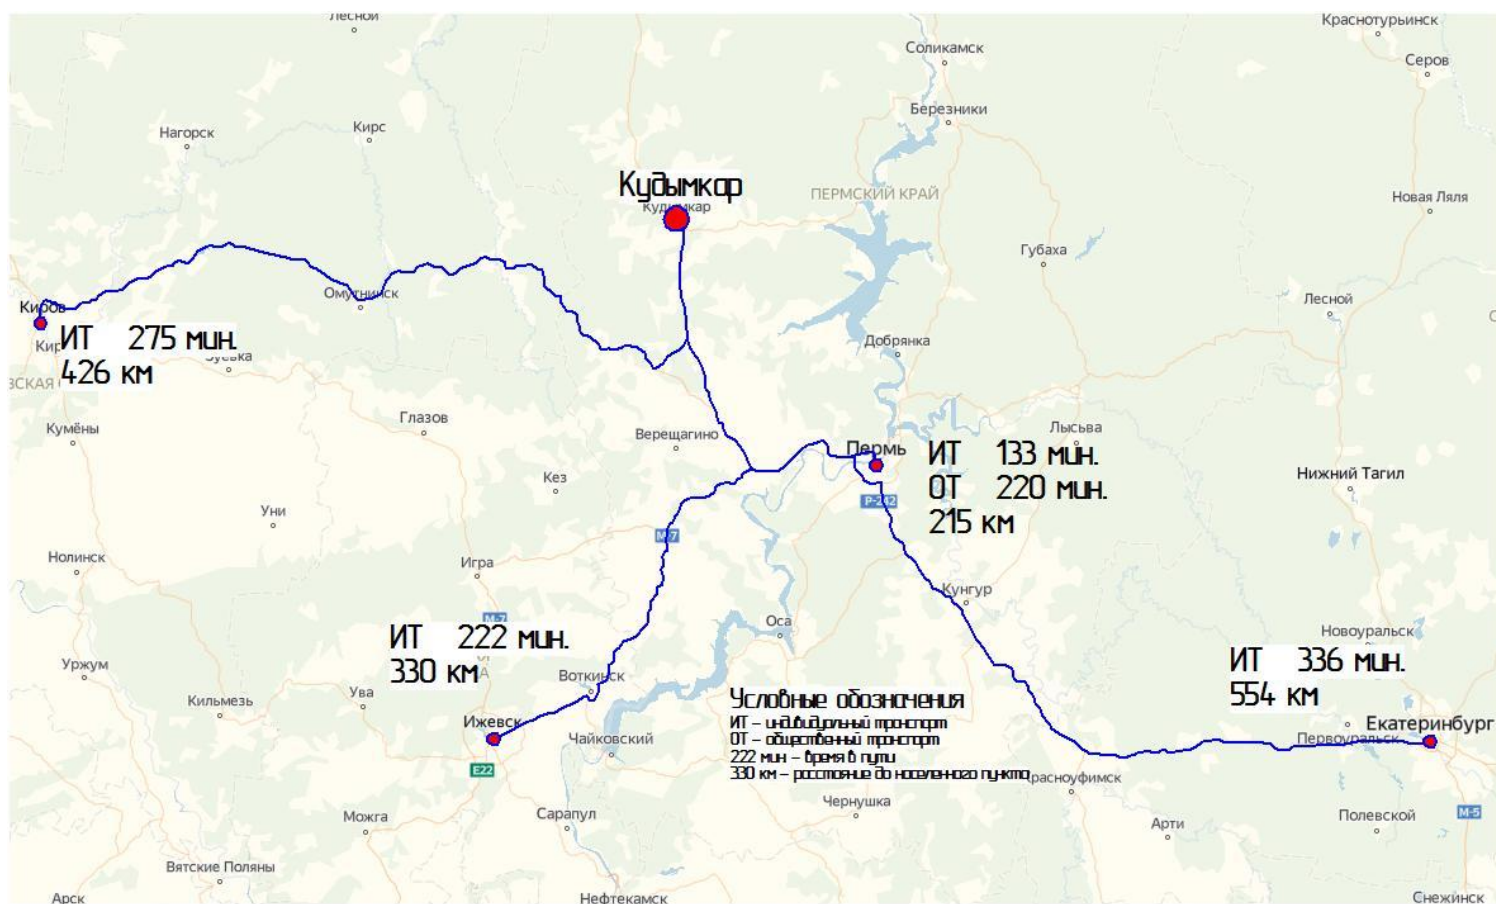 Лесной
Краснотурьинск
Соликамск
Серов
Березники
Нагорск
Кирс
Кудымкар
Кудымкар
ПЕРМСКИЙ КРАЙ
Новая Ляля
Губаха
Омутнинск
Лесной
Киров
ИТ 275 мин.
426 км
Зуевка
Добрянка
Глазов
Кумёны
Верещагино
Лысьва
Пермь
ИТ 133 мин.
ОТ 220 мин.
215 км
Р-242
Нижний Тагил
Кез
Уни
М-7
Нолинск
Игра
Кунгур
М-7
Оса
ИТ 222 мин.
330 км
Новоуральск
ИТ 336 мин.
554 км
Уржум
Воткинск
Кильмезь
Ува
Условные обозначения
ИТ – индивидуальный транспорт
ОТ – общественный транспорт
222 мин – время в пути
330 км – расстояние до населенного пункта
Ижевск
Чайковский
Екатеринбург
Первоуральск
Е22
Красноуфимск
Чернушка
Можга
Сарапул
Арти
Полевской
М-5
Вятские Поляны
Арск
Нефтекамск
Снежинск